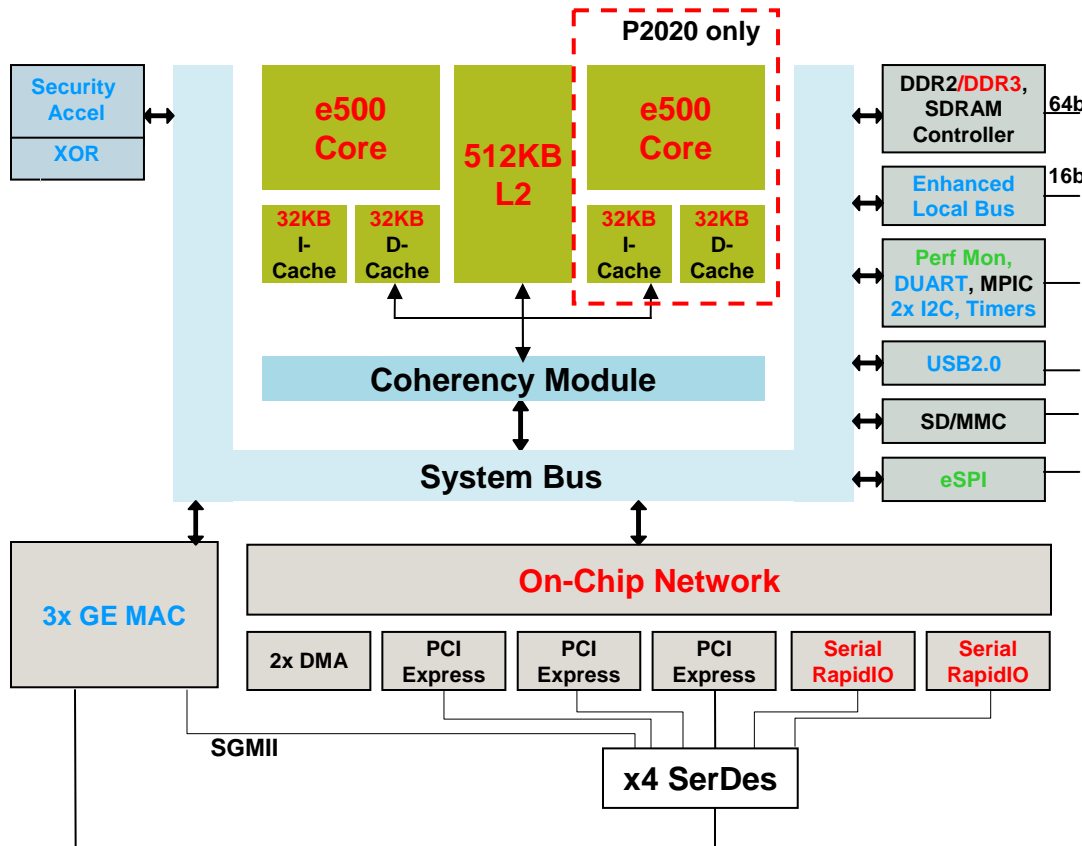 P2020 only
Security
Accel
XOR
e500
Core
512KB
L2
e500
Core
32KB
I-
Cache
32KB
D-
Cache
32KB
I-
Cache
32KB
D-
Cache
Coherency Module
System Bus
DDR2/DDR3,
SDRAM
Controller
64b
16b
Enhanced
Local Bus
Perf Mon,
DUART, MPIC
2x I2C, Timers
USB2.0
SD/MMC
eSPI
3x GE MAC
On-Chip Network
2x DMA
PCI
Express
PCI
Express
PCI
Express
Serial
RapidIO
Serial
RapidIO
SGMII
x4 SerDes